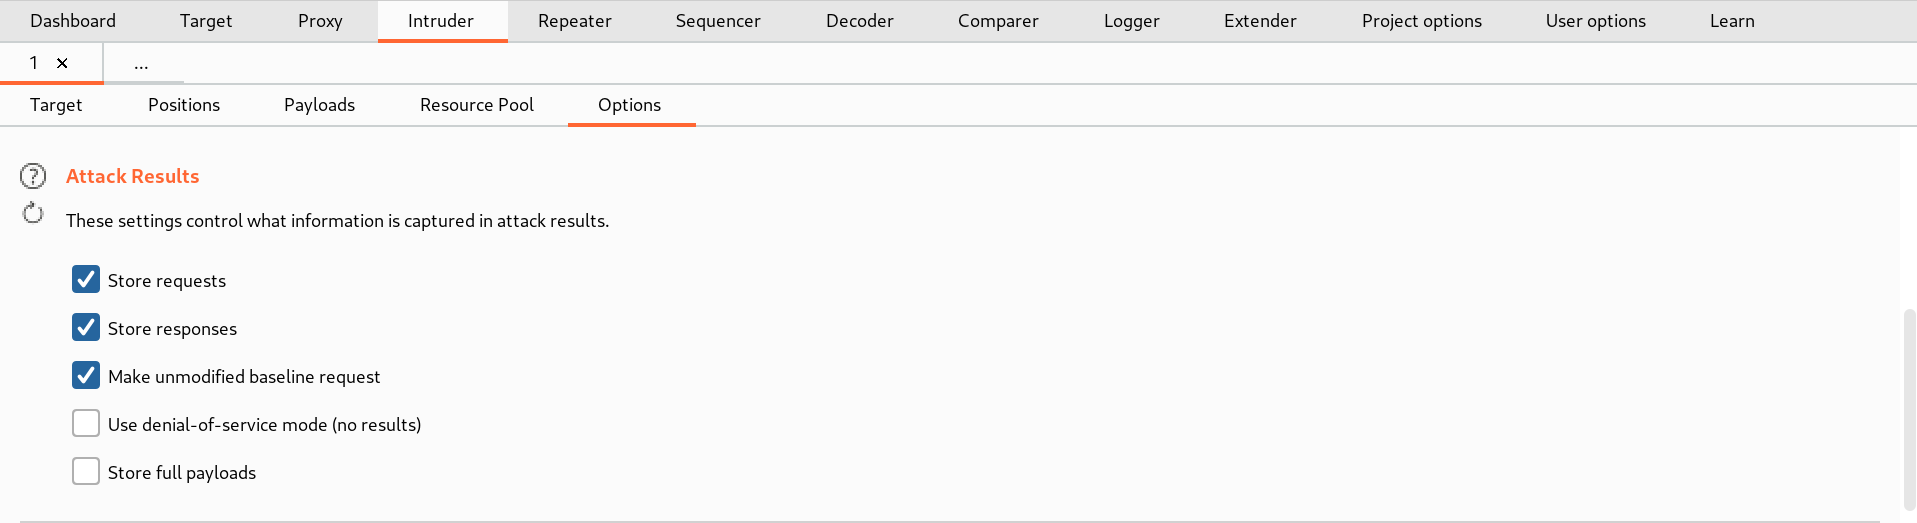 Dashboard Target Proxy Intruder Repeater Sequencer Decoder Comparer Logger Extender Project options User options Learn
1 × ...
Target Positions Payloads Resource Pool Options
? Attack Results
These settings control what information is captured in attack results.
Store requests
Store responses
Make unmodified baseline request
Use denial-of-service mode (no results)
Store full payloads